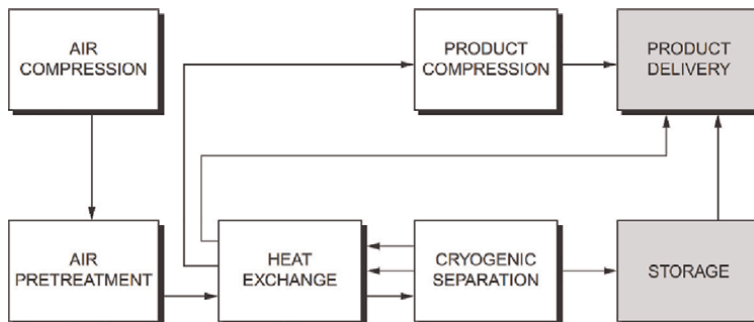 AIR
COMPRESSION
PRODUCT
COMPRESSION
PRODUCT
DELIVERY
AIR
PRETREATMENT
HEAT
EXCHANGE
CRYOGENIC
SEPARATION
STORAGE